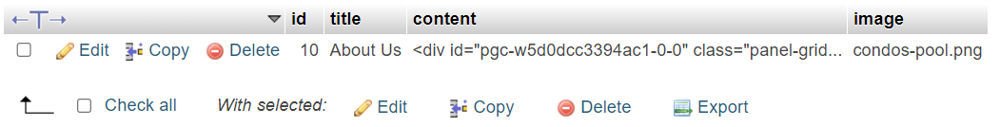 id title content image
Edit Copy Delete 10 About Us <div id="pgc-w5d0dcc3394ac1-0-0" class="panel-grid... condos-pool.png
Check all With selected: Edit Copy Delete Export